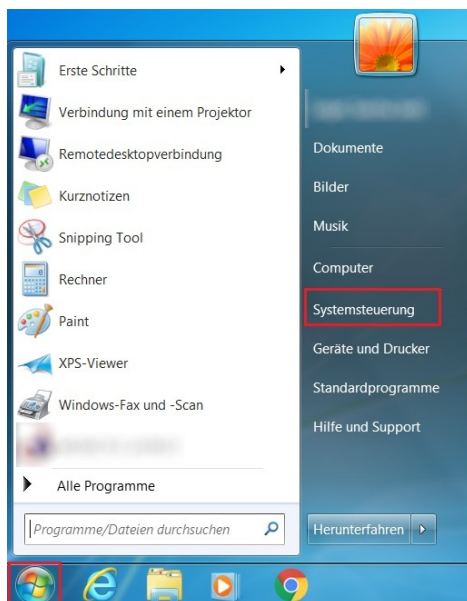 Erste Schritte
Verbindung mit einem Projektor
Remotedesktopverbindung
Kurznotizen
Snipping Tool
Rechner
Paint
XPS-Viewer
Windows-Fax und -Scan
Alle Programme
Programme/Dateien durchsuchen
Dokumente
Bilder
Musik
Computer
Systemsteuerung
Geräte und Drucker
Standardprogramme
Hilfe und Support
Herunterfahren